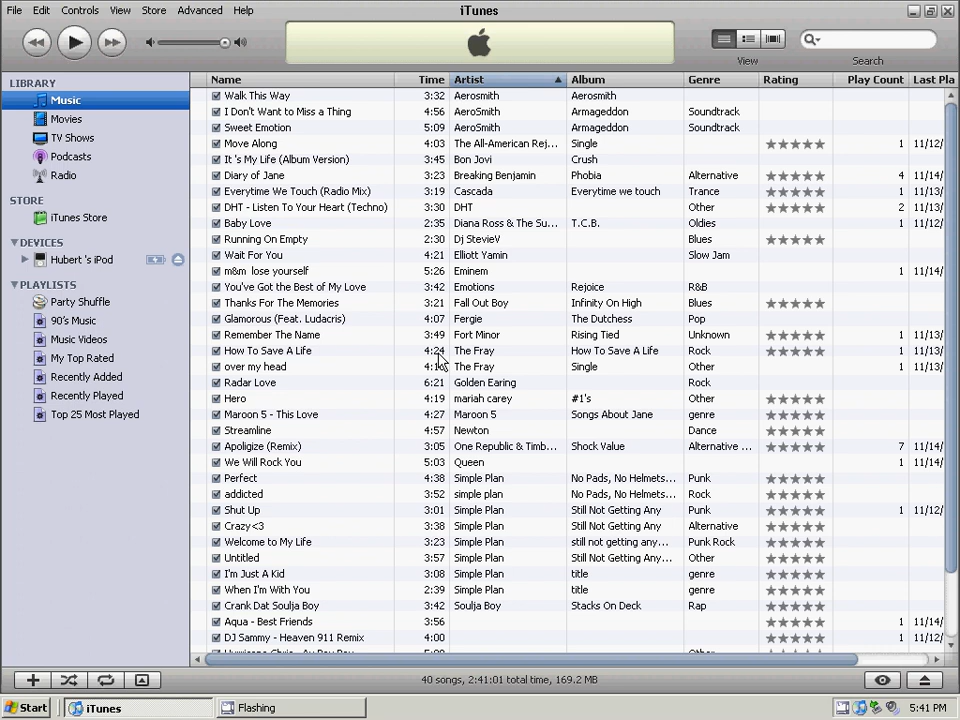 File Edit Controls View Store Advanced Help iTunes
View Search
LIBRARY
Music
Movies
TV Shows
Podcasts
Radio
STORE
iTunes Store
DEVICES
Hubert 's iPod
PLAYLISTS
Party Shuffle
90's Music
Music Videos
My Top Rated
Recently Added
Recently Played
Top 25 Most Played
Name Time Artist Album Genre Rating Play Count Last Pla
Walk This Way 3:32 Aerosmith Aerosmith
I Don't Want to Miss a Thing 4:56 AeroSmith Armageddon Soundtrack
Sweet Emotion 5:09 AeroSmith Armageddon Soundtrack
Move Along 4:03 The All-American Rej... Single 1 11/12/
It 's My Life (Album Version) 3:45 Bon Jovi Crush
Diary of Jane 3:23 Breaking Benjamin Phobia Alternative 4 11/14/
Everytime We Touch (Radio Mix) 3:19 Cascada Everytime we touch Trance 1 11/13/
DHT - Listen To Your Heart (Techno) 3:30 DHT Other 2 11/13/
Baby Love 2:35 Diana Ross & The Su... T.C.B. Oldies 1 11/13/
Running On Empty 2:30 Dj StevieV Blues
Wait For You 4:21 Elliott Yamin Slow Jam
m&m lose yourself 5:26 Eminem 1 11/14/
You've Got the Best of My Love 3:42 Emotions Rejoice R&B
Thanks For The Memories 3:21 Fall Out Boy Infinity On High Blues
Glamorous (Feat. Ludacris) 4:07 Fergie The Dutchess Pop
Remember The Name 3:49 Fort Minor Rising Tied Unknown 1 11/13/
How To Save A Life 4:24 The Fray How To Save A Life Rock 1 11/13/
over my head The Fray Single Other 1 11/13/
Radar Love 6:21 Golden Earing Rock
Hero 4:19 mariah carey #1's Other
Maroon 5 - This Love 4:27 Maroon 5 Songs About Jane genre
Streamline 4:57 Newton Dance
Apoligize (Remix) 3:05 One Republic & Timb... Shock Value Alternative ... 7 11/14/
We Will Rock You 5:03 Queen 1 11/14/
Perfect 4:38 Simple Plan No Pads, No Helmets... Punk
addicted 3:52 simple plan No Pads, No Helmets... Rock
Shut Up 3:01 Simple Plan Still Not Getting Any Punk 1 11/12/
Crazy<3 3:38 Simple Plan Still Not Getting Any Alternative
Welcome to My Life 3:23 Simple Plan still not getting any... Punk Rock
Untitled 3:57 Simple Plan Still Not Getting Any... Other
I'm Just A Kid 3:08 Simple Plan title genre
When I'm With You 2:39 Simple Plan title genre
Crank Dat Soulja Boy 3:42 Soulja Boy Stacks On Deck Rap
Aqua - Best Friends 3:56 1 11/14/
DJ Sammy - Heaven 911 Remix 4:00 1 11/12/
40 songs, 2:41:01 total time, 169.2 MB
Start iTunes Flashing 5:41 PM